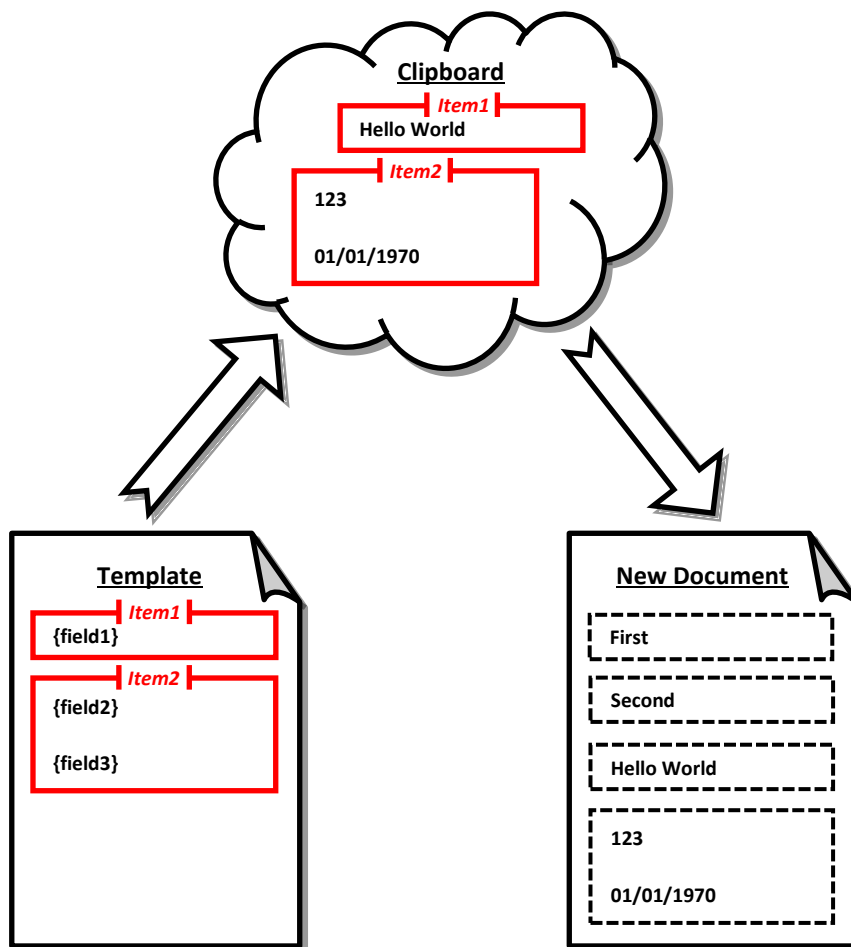 Clipboard
Item1
Hello World
Item2
123
01/01/1970
Template
Item1
{field1}
Item2
{field2}
{field3}
New Document
First
Second
Hello World
123
01/01/1970